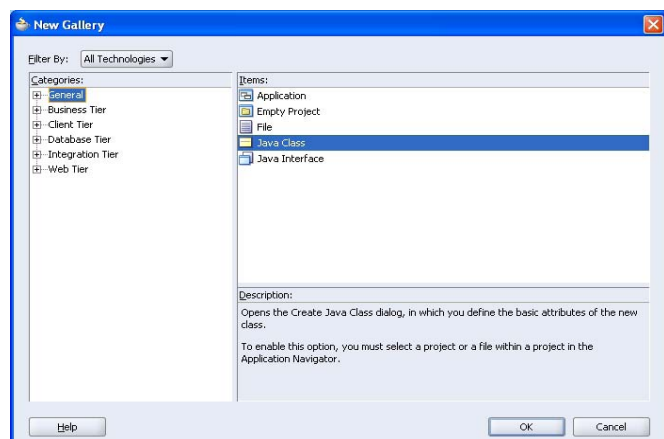 New Gallery
Filter By: All Technologies
Categories:
General
Business Tier
Client Tier
Database Tier
Integration Tier
Web Tier
Items:
Application
Empty Project
File
Java Class
Java Interface
Description:
Opens the Create Java Class dialog, in which you define the basic attributes of the new
class.
To enable this option, you must select a project or a file within a project in the
Application Navigator.
Help
OK
Cancel